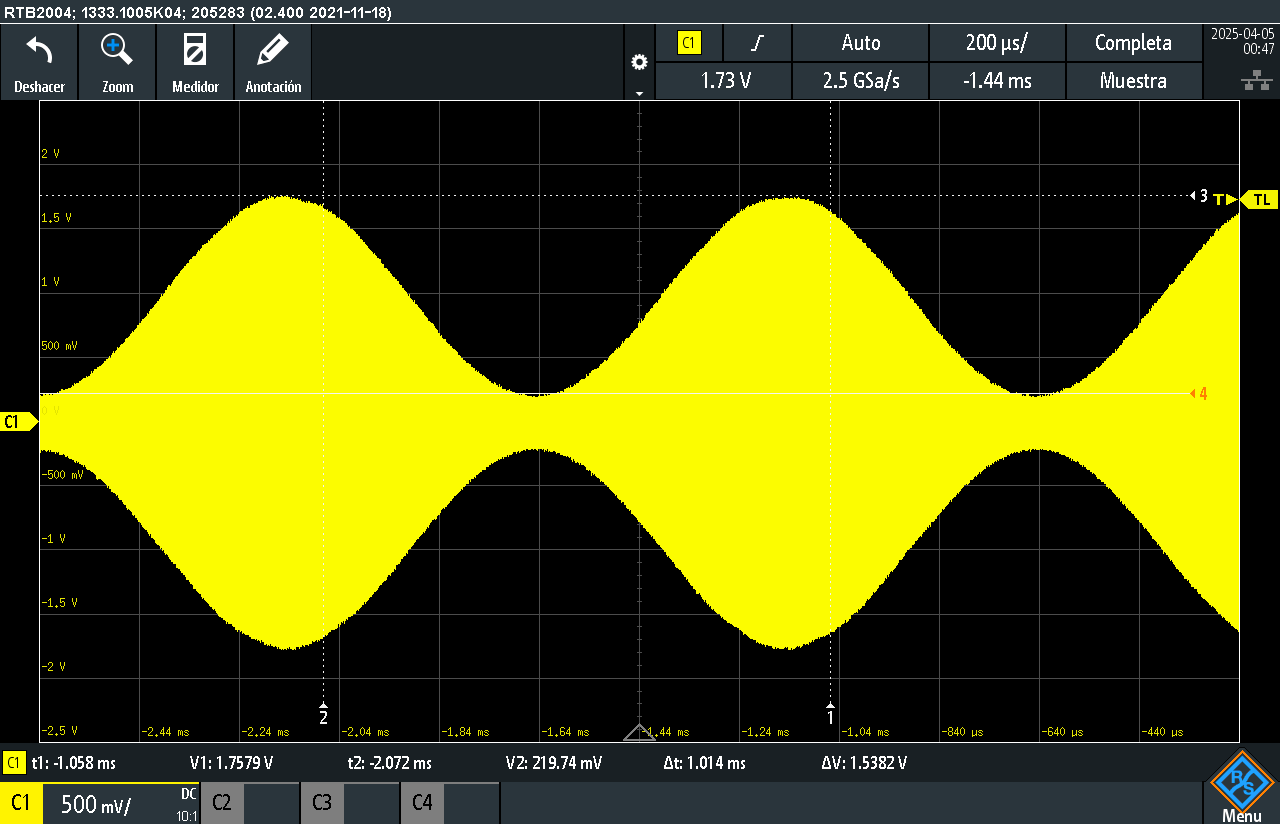 RTB2004; 1333.1005K04; 205283 (02.400 2021-11-18)
Deshacer
Zoom
Medidor
Anotación
C1
Auto
200 µs/
Completa
2025-04-05
00:47
1.73 V
2.5 GSa/s
-1.44 ms
Muestra
2 V
3
T
TL
1.5 V
1 V
500 mV
4
0 V
C1
-500 mV
-1 V
-1.5 V
-2 V
2
1
-2.5 V
-2.44 ms
-2.24 ms
-2.04 ms
-1.84 ms
-1.64 ms
-1.44 ms
-1.24 ms
-1.04 ms
-840 µs
-640 µs
-440 µs
C1
t1: -1.058 ms
V1: 1.7579 V
t2: -2.072 ms
V2: 219.74 mV
Δt: 1.014 ms
ΔV: 1.5382 V
C1
500 mV/
DC
10:1
C2
C3
C4
R&S
Menu